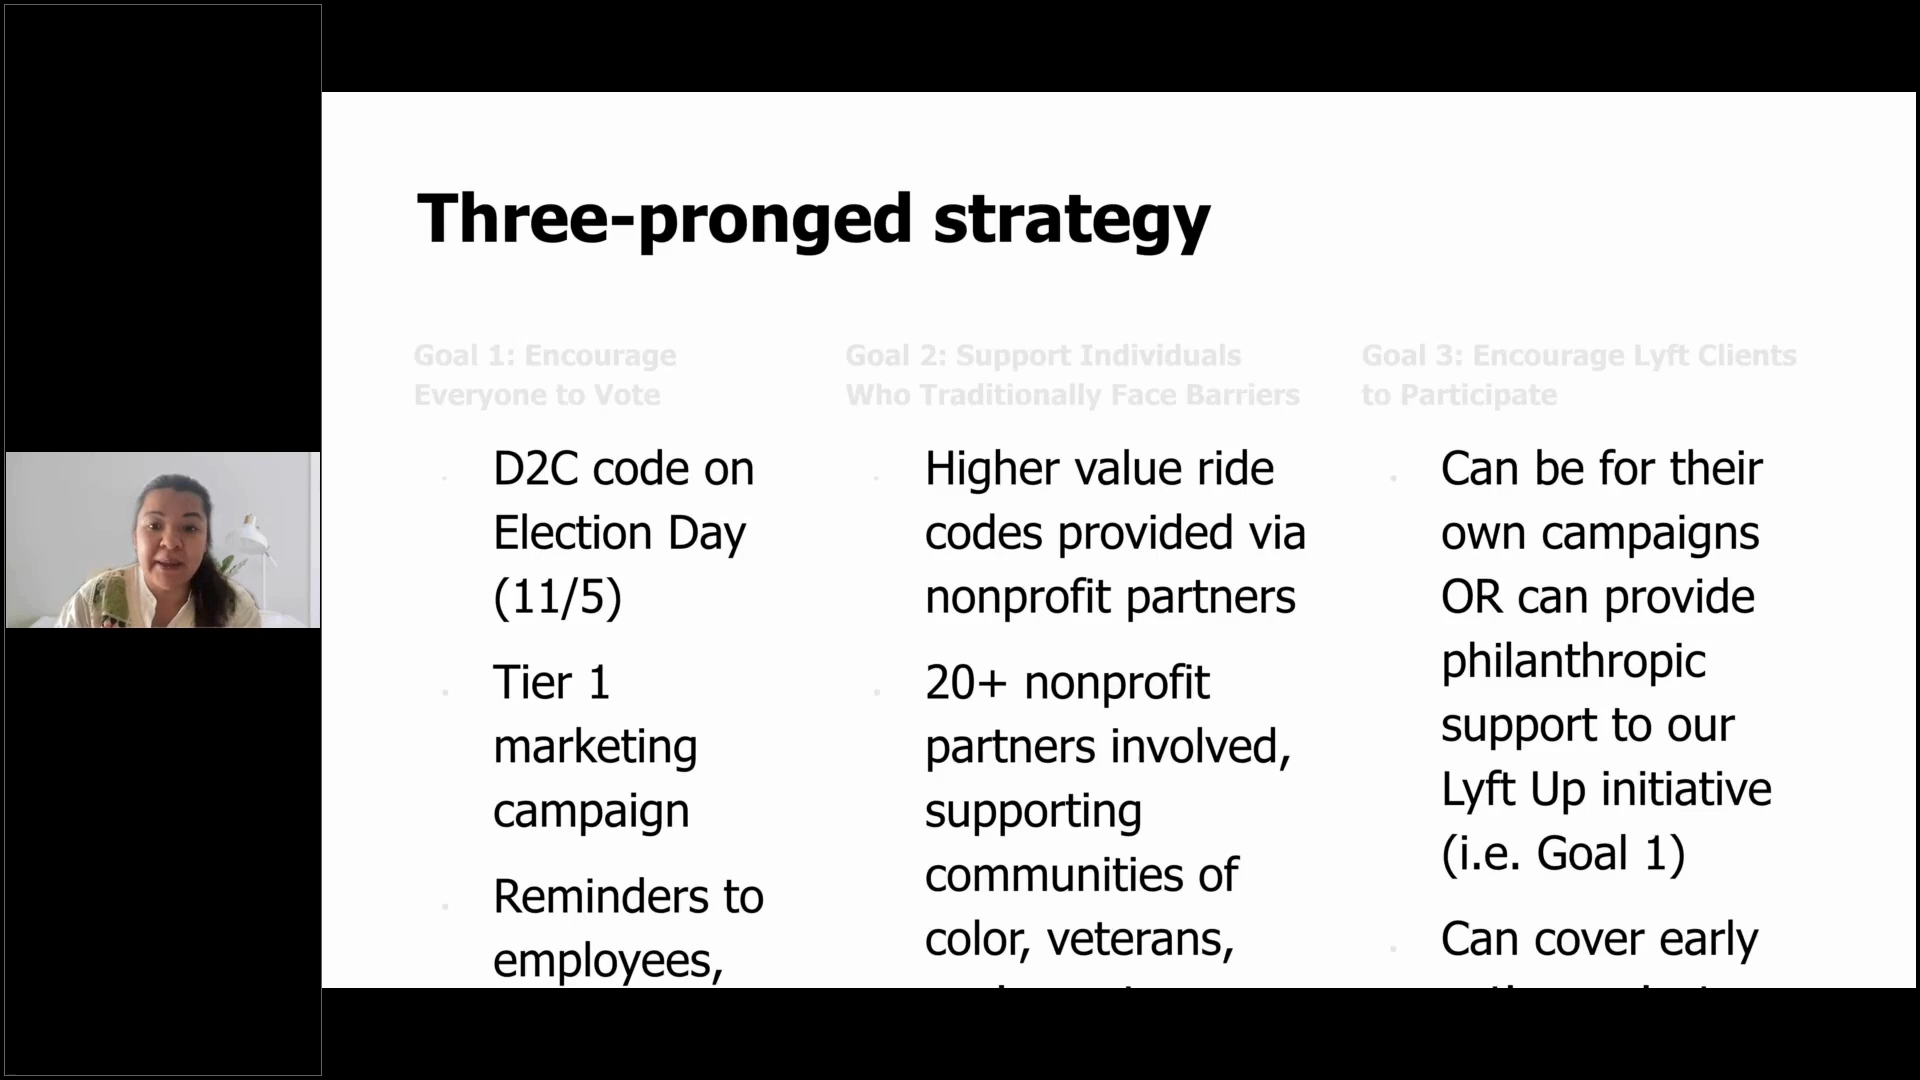 Three-pronged strategy
Goal 1: Encourage
Everyone to Vote
D2C code on
Election Day
(11/5)
Tier 1
marketing
campaign
Reminders to
employees,
Goal 2: Support Individuals
Who Traditionally Face Barriers
Higher value ride
codes provided via
nonprofit partners
20+ nonprofit
partners involved,
supporting
communities of
color, veterans,
Goal 3: Encourage Lyft Clients
to Participate
Can be for their
own campaigns
OR can provide
philanthropic
support to our
Lyft Up initiative
(i.e. Goal 1)
Can cover early